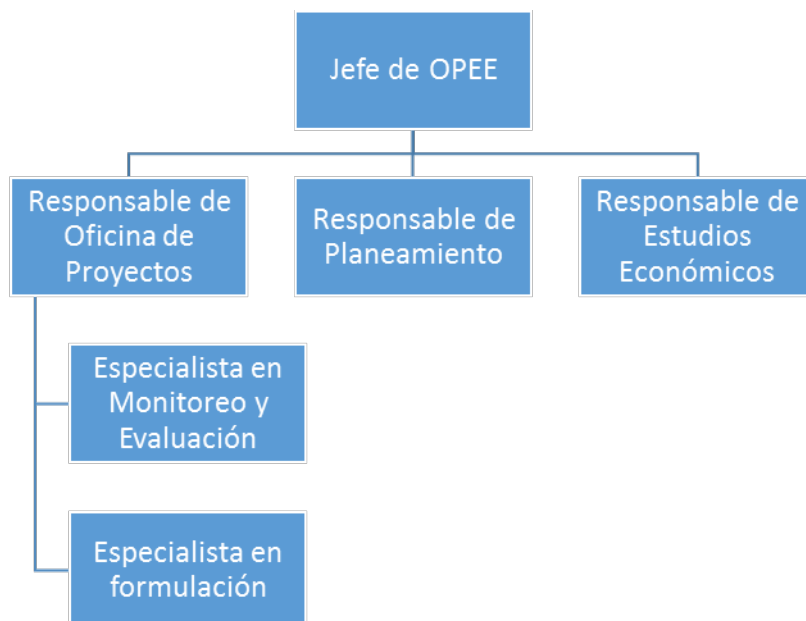 Jefe de OPEE
Responsable de
Oficina de
Proyectos
Responsable de
Planeamiento
Responsable de
Estudios
Económicos
Especialista en
Monitoreo y
Evaluación
Especialista en
formulación